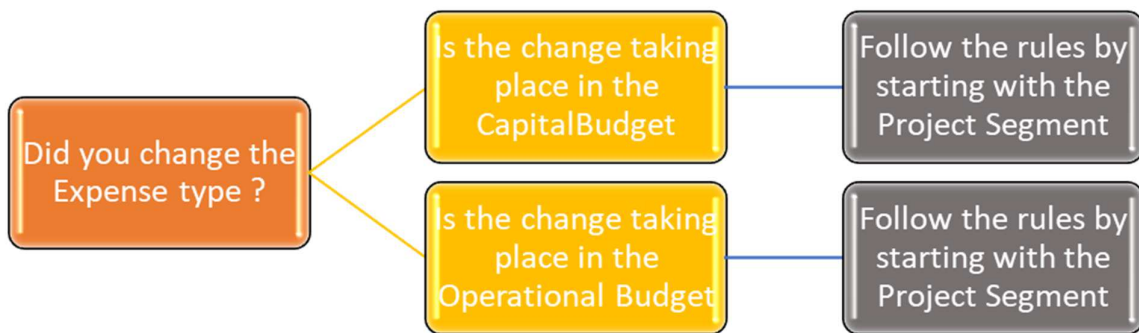 Did you change the
Expense type ?
Is the change taking
place in the
CapitalBudget
Follow the rules by
starting with the
Project Segment
Is the change taking
place in the
Operational Budget
Follow the rules by
starting with the
Project Segment